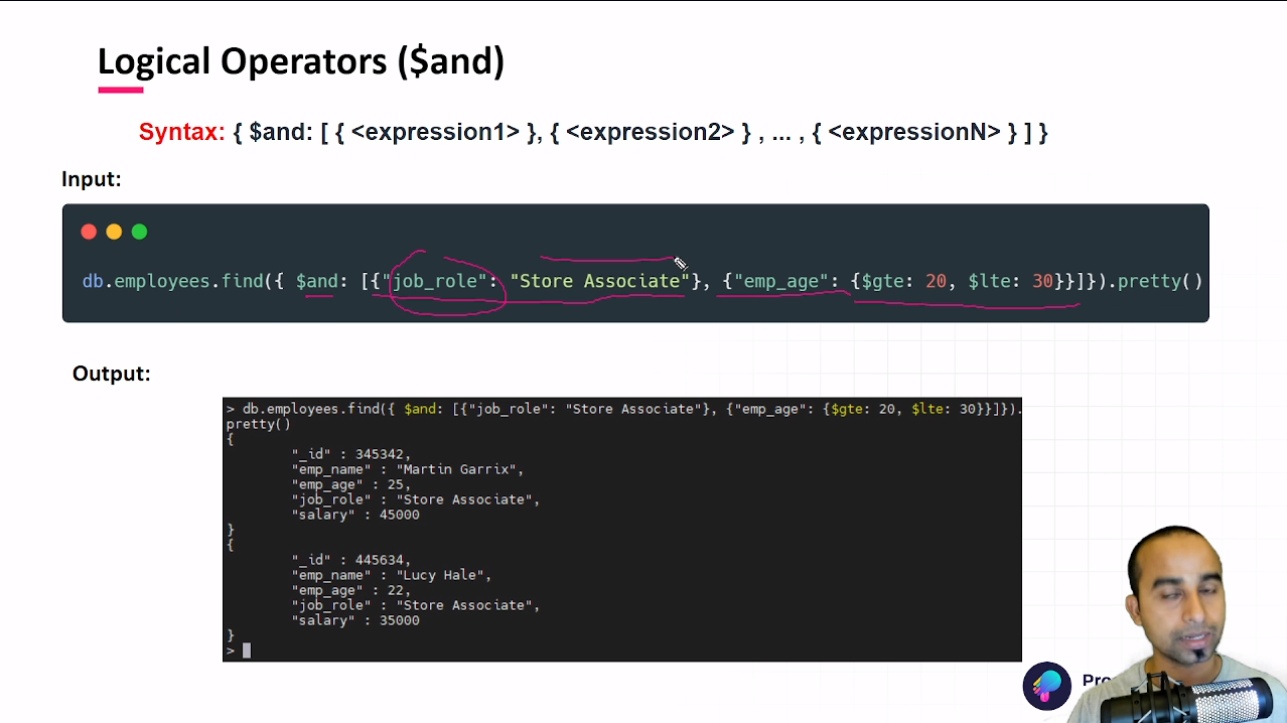 Logical Operators ($and)
Syntax: { $and: [ { <expression1> }, { <expression2> } , ... , { <expressionN> } ] }
Input:
db.employees.find({ $and: [{"job_role": "Store Associate"}, {"emp_age": {$gte: 20, $lte: 30}}]}).pretty()
Output:
> db.employees.find({ $and: [{"job_role": "Store Associate"}, {"emp_age": {$gte: 20, $lte: 30}}]}).
pretty()
{
"_id" : 345342,
"emp_name" : "Martin Garrix",
"emp_age" : 25,
"job_role" : "Store Associate",
"salary" : 45000
}
{
"_id" : 445634,
"emp_name" : "Lucy Hale",
"emp_age" : 22,
"job_role" : "Store Associate",
"salary" : 35000
}
>